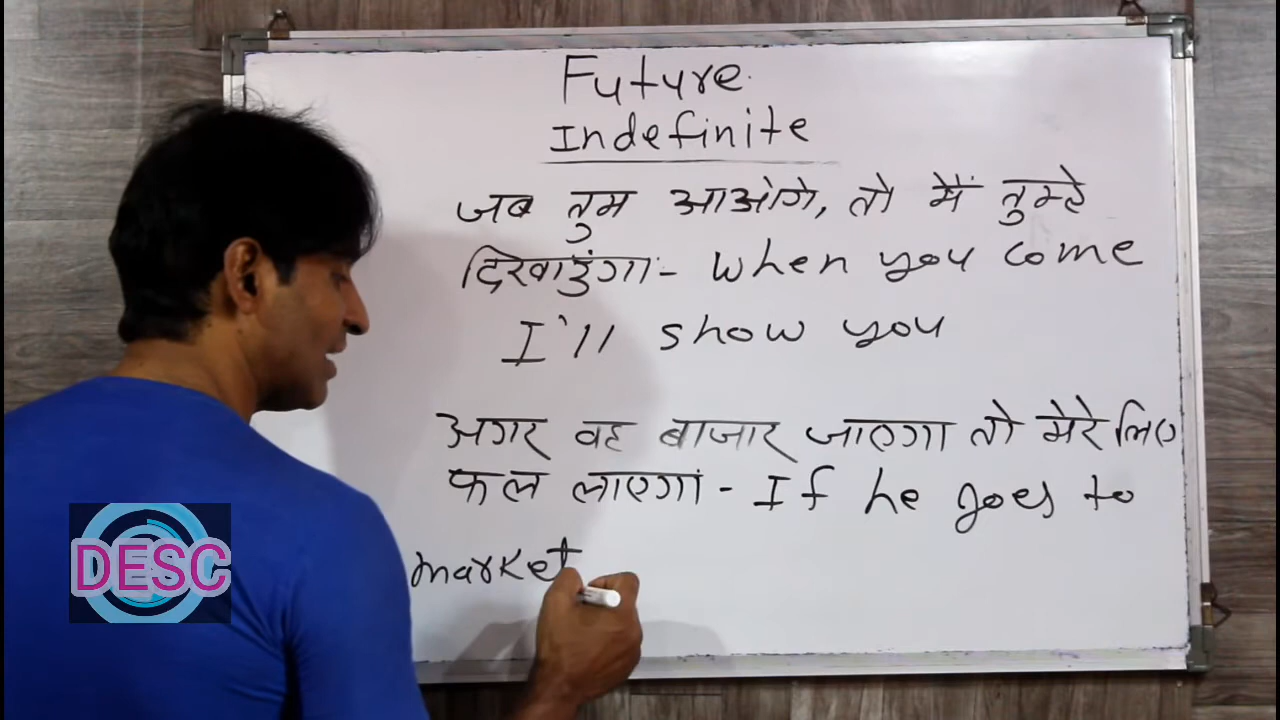 Future
Indefinite
जब तुम आओगे, तो मैं तुम्हे
दिखाउंगा - When you come
I'll show you
अगर वह बाजार जाएगा तो मेरे लिए
फल लाएगा - If he goes to
market
DESC